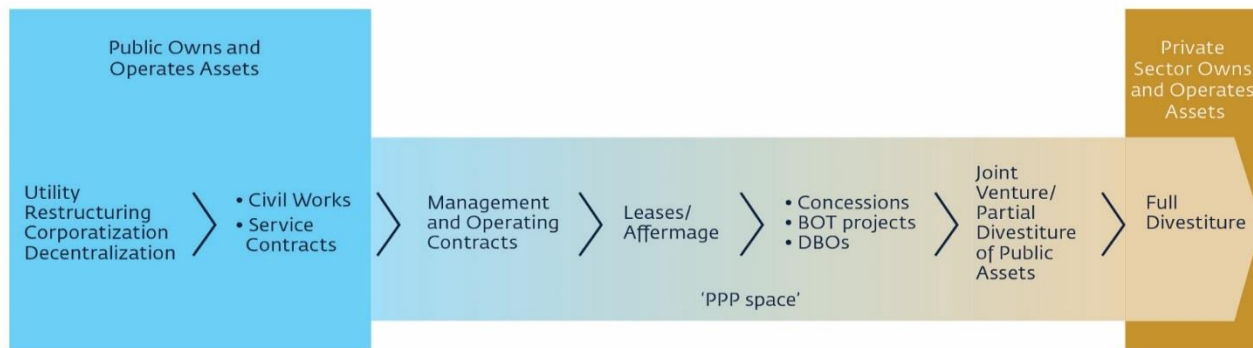 Public Owns and
Operates Assets
Private
Sector Owns
and Operates
Assets
Utility
Restructuring
Corporatization
Decentralization
• Civil Works
• Service
Contracts
Management
and Operating
Contracts
Leases/
Affermage
• Concessions
• BOT projects
• DBOs
Joint
Venture/
Partial
Divestiture
of Public
Assets
Full
Divestiture
'PPP space'